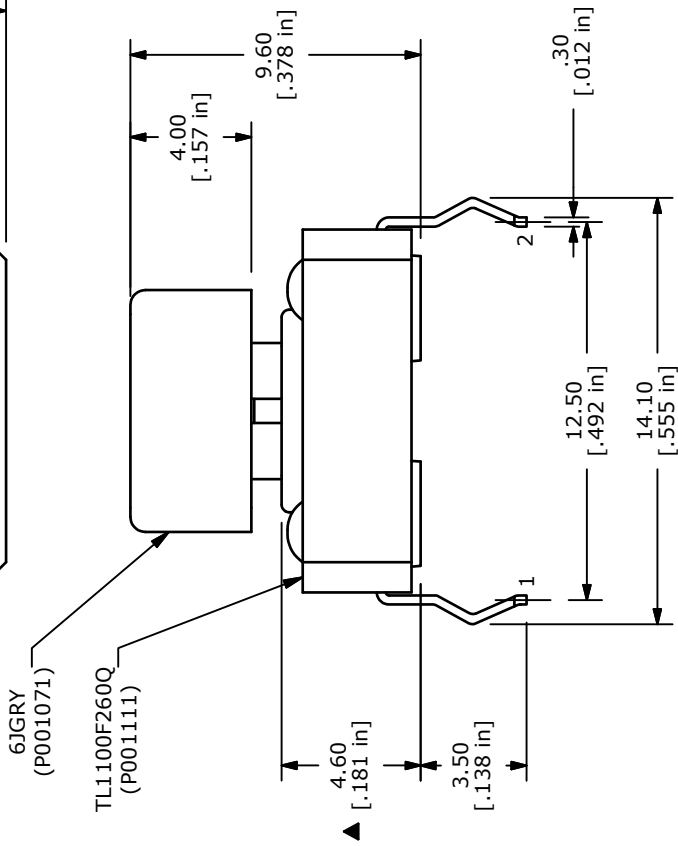 6JGRY
(P001071)
TL1100F260Q
(P001111)
4.00
[.157 in]
9.60
[.378 in]
.30
[.012 in]
4.60
[.181 in]
3.50
[.138 in]
1
2
12.50
[.492 in]
14.10
[.555 in]